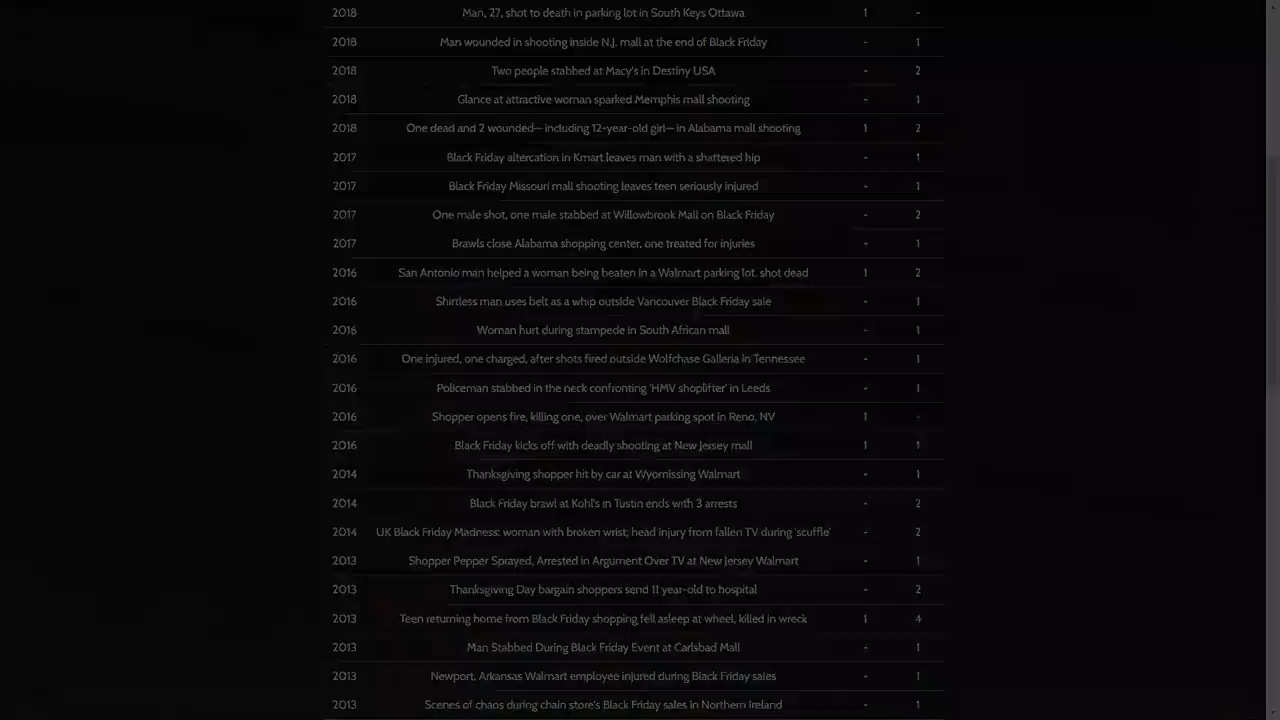 2018 Man, 27, shot to death in parking lot in South Keys Ottawa 1 -
2018 Man wounded in shooting inside N.J. mall at the end of Black Friday - 1
2018 Two people stabbed at Macy's in Destiny USA - 2
2018 Glance at attractive woman sparked Memphis mall shooting - 1
2018 One dead and 2 wounded— including 12-year-old girl— in Alabama mall shooting 1 2
2017 Black Friday altercation in Kmart leaves man with a shattered hip - 1
2017 Black Friday Missouri mall shooting leaves teen seriously injured - 1
2017 One male shot, one male stabbed at Willowbrook Mall on Black Friday - 2
2017 Brawls close Alabama shopping center, one treated for injuries - 1
2016 San Antonio man helped a woman being beaten in a Walmart parking lot, shot dead 1 2
2016 Shirtless man uses belt as a whip outside Vancouver Black Friday sale - 1
2016 Woman hurt during stampede in South African mall - 1
2016 One injured, one charged, after shots fired outside Wolfchase Galleria in Tennessee - 1
2016 Policeman stabbed in the neck confronting 'HMV shoplifter' in Leeds - 1
2016 Shopper opens fire, killing one, over Walmart parking spot in Reno, NV 1 -
2016 Black Friday kicks off with deadly shooting at New Jersey mall 1 1
2014 Thanksgiving shopper hit by car at Wyomissing Walmart - 1
2014 Black Friday brawl at Kohl's in Tustin ends with 3 arrests - 2
2014 UK Black Friday Madness: woman with broken wrist; head injury from fallen TV during 'scuffle' - 2
2013 Shopper Pepper Sprayed, Arrested in Argument Over TV at New Jersey Walmart - 1
2013 Thanksgiving Day bargain shoppers send 11 year-old to hospital - 2
2013 Teen returning home from Black Friday shopping fell asleep at wheel, killed in wreck 1 4
2013 Man Stabbed During Black Friday Event at Carlsbad Mall - 1
2013 Newport, Arkansas Walmart employee injured during Black Friday sales - 1
2013 Scenes of chaos during chain store's Black Friday sales in Northern Ireland - 1